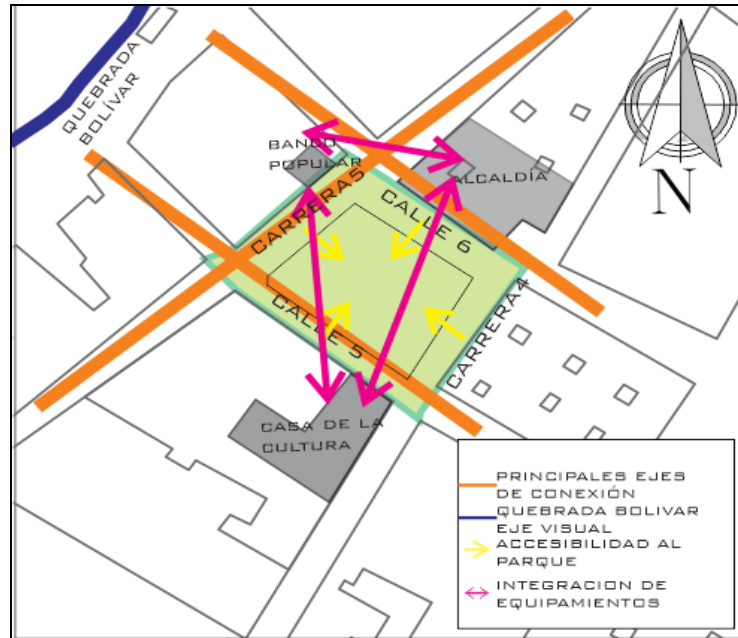 QUEBRADA
BOLÍVAR
BANCO
POPULAR
ALCALDÍA
CARRERA5
CALLE 6
CALLE 5
CARRERA4
CASA DE LA
CULTURA
N
PRINCIPALES EJES
DE CONEXIÓN
QUEBRADA BOLIVAR
EJE VISUAL
ACCESIBILIDAD AL
PARQUE
INTEGRACION DE
EQUIPAMIENTOS